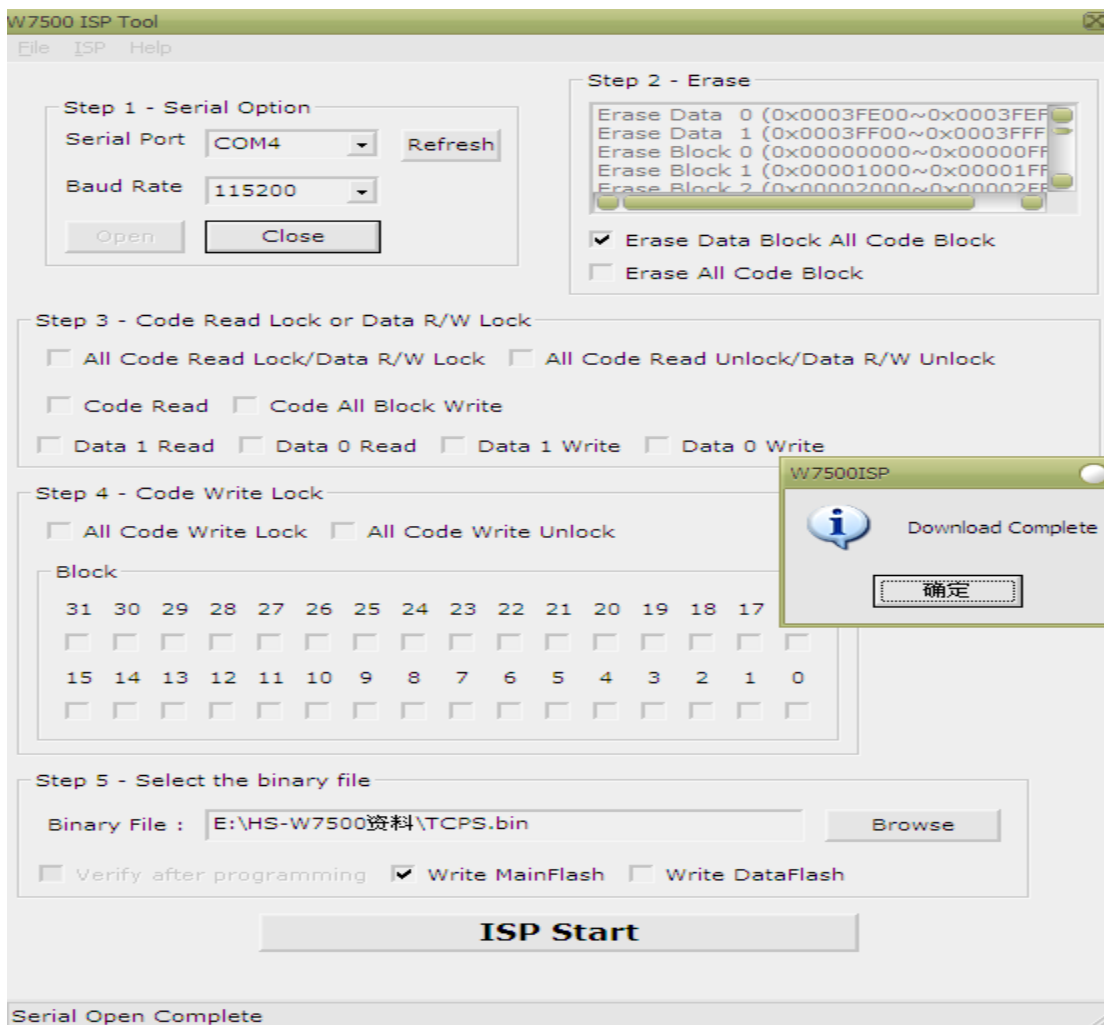 W7500 ISP Tool
File ISP Help
Step 1 - Serial Option
Serial Port COM4 Refresh
Baud Rate 115200
Open Close
Step 2 - Erase
Erase Data 0 (0x0003FE00~0x0003FEF
Erase Data 1 (0x0003FF00~0x0003FFF
Erase Block 0 (0x00000000~0x00000FF
Erase Block 1 (0x00001000~0x00001FF
Erase Block 2 (0x00002000~0x00002FF
Erase Data Block All Code Block
Erase All Code Block
Step 3 - Code Read Lock or Data R/W Lock
All Code Read Lock/Data R/W Lock All Code Read Unlock/Data R/W Unlock
Code Read Code All Block Write
Data 1 Read Data 0 Read Data 1 Write Data 0 Write
W7500ISP
Download Complete
确定
Step 4 - Code Write Lock
All Code Write Lock All Code Write Unlock
Block
31 30 29 28 27 26 25 24 23 22 21 20 19 18 17
15 14 13 12 11 10 9 8 7 6 5 4 3 2 1 0
Step 5 - Select the binary file
Binary File : E:\HS-W7500资料\TCPS.bin Browse
Verify after programming Write MainFlash Write DataFlash
ISP Start
Serial Open Complete